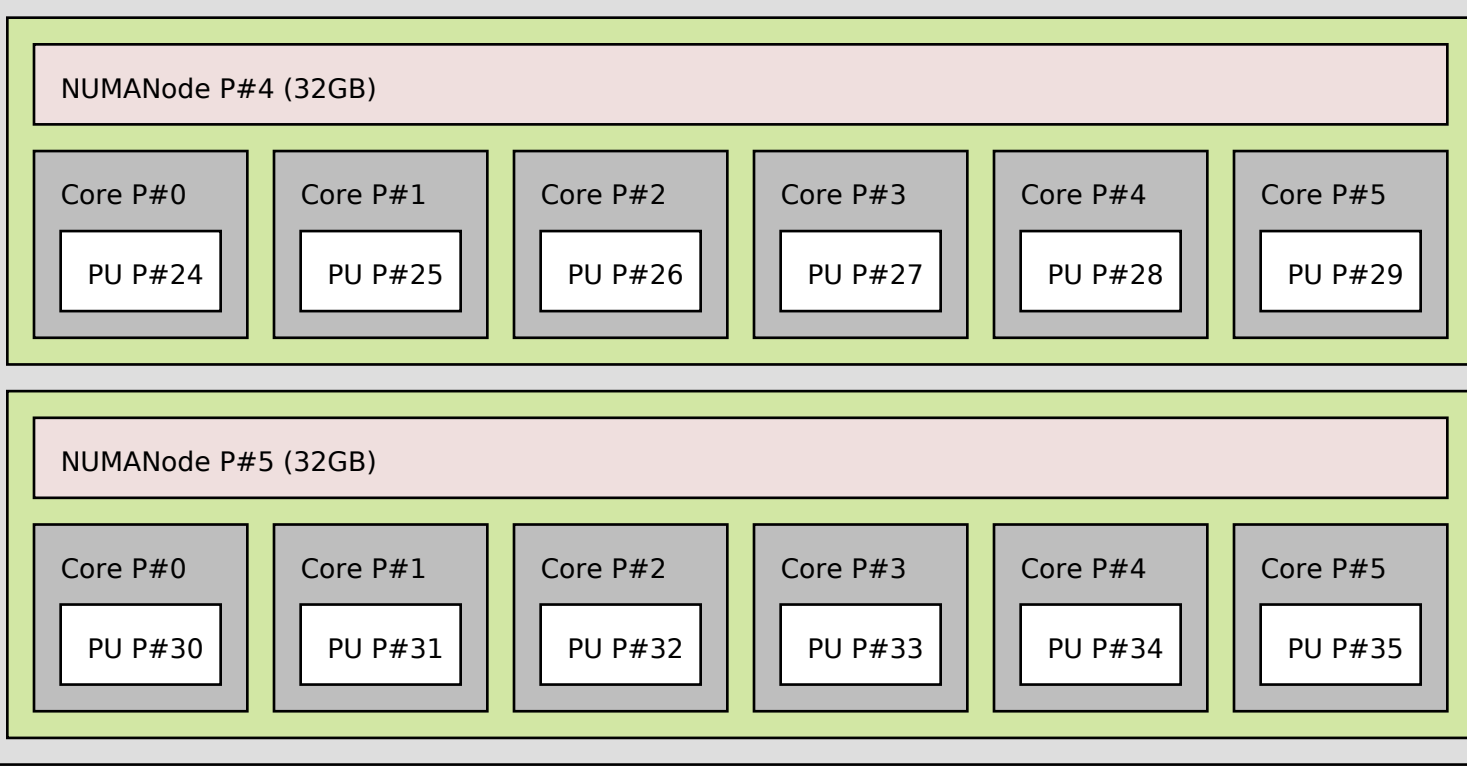 NUMANode P#4 (32GB)
Core P#0 Core P#1 Core P#2 Core P#3 Core P#4 Core P#5
PU P#24 PU P#25 PU P#26 PU P#27 PU P#28 PU P#29
NUMANode P#5 (32GB)
Core P#0 Core P#1 Core P#2 Core P#3 Core P#4 Core P#5
PU P#30 PU P#31 PU P#32 PU P#33 PU P#34 PU P#35